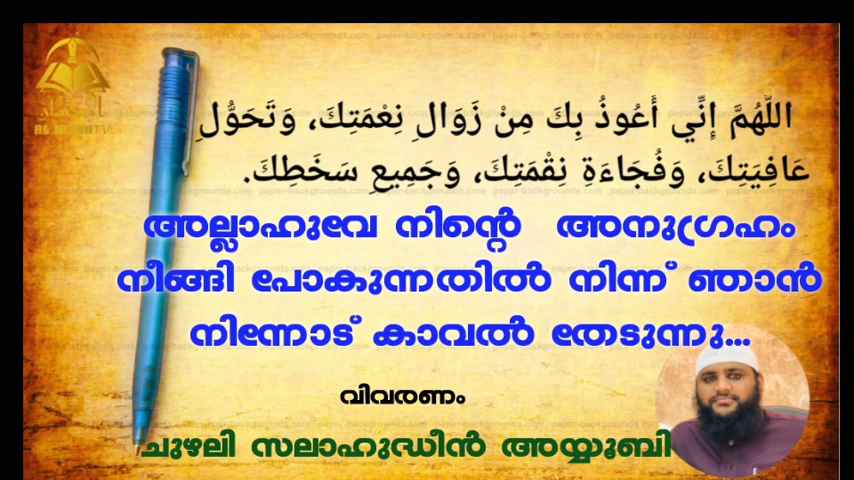 اللَّهُمَّ إِنِّي أَعُوذُ بِكَ مِنْ زَوَالِ نِعْمَتِكَ، وَتَحَوُّلِ
عَافِيَتِكَ، وَفُجَاءَةِ نِقْمَتِكَ، وَجَمِيعِ سَخَطِكَ.
അല്ലാഹുവേ നിന്റെ അനുഗ്രഹം
നീങ്ങി പോകുന്നതിൽ നിന്ന് ഞാൻ
നിന്നോട് കാവൽ തേടുന്നു...
വിവരണം
ചുഴലി സലാഹുദ്ധീൻ അയ്യൂബി